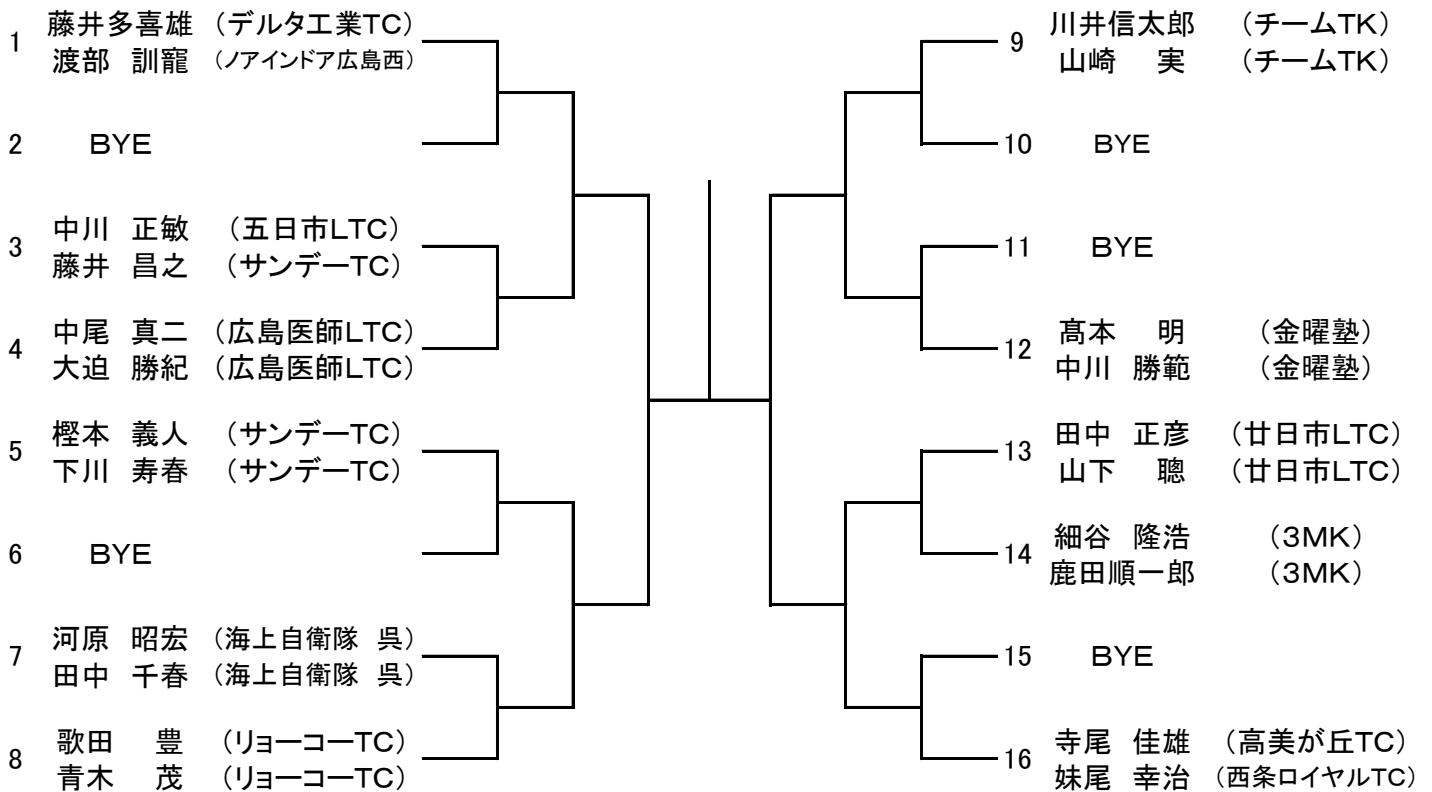 1 藤井多喜雄 (デルタ工業TC)
渡部 訓寵 (ノアインドア広島西)
2 BYE
3 中川 正敏 (五日市LTC)
藤井 昌之 (サンデーTC)
4 中尾 真二 (広島医師LTC)
大迫 勝紀 (広島医師LTC)
5 樫本 義人 (サンデーTC)
下川 寿春 (サンデーTC)
6 BYE
7 河原 昭宏 (海上自衛隊 呉)
田中 千春 (海上自衛隊 呉)
8 歌田 豊 (リョーコーTC)
青木 茂 (リョーコーTC)
9 川井信太郎 (チームTK)
山崎 実 (チームTK)
10 BYE
11 BYE
12 髙本 明 (金曜塾)
中川 勝範 (金曜塾)
13 田中 正彦 (廿日市LTC)
山下 聰 (廿日市LTC)
14 細谷 隆浩 (3MK)
鹿田順一郎 (3MK)
15 BYE
16 寺尾 佳雄 (高美が丘TC)
妹尾 幸治 (西条ロイヤルTC)